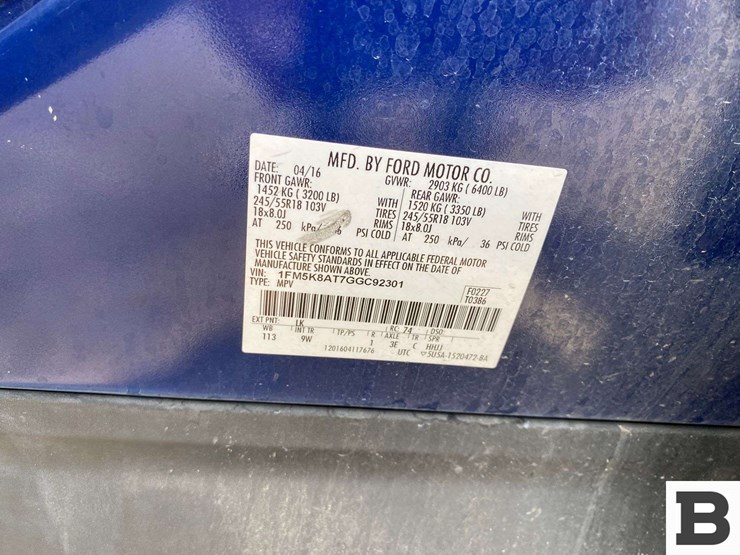 MFD. BY FORD MOTOR CO.
DATE: 04/16 GVWR: 2903 KG ( 6400 LB)
FRONT GAWR: REAR GAWR:
1452 KG ( 3200 LB) WITH 1520 KG ( 3350 LB) WITH
245/55R18 103V TIRES 245/55R18 103V TIRES
18x8.0J RIMS 18x8.0J RIMS
AT 250 kPa/ 36 PSI COLD AT 250 kPa/ 36 PSI COLD
THIS VEHICLE CONFORMS TO ALL APPLICABLE FEDERAL MOTOR
VEHICLE SAFETY STANDARDS IN EFFECT ON THE DATE OF
MANUFACTURE SHOWN ABOVE.
VIN: 1FM5K8AT7GGC92301 F0227
TYPE: MPV T0386
EXT PNT: LK RC: 74 DSO:
WB INT TR TP/PS R AXLE TR SPR
113 9W 1 3E C HHJJ
1201604117676 UTC 5U5A-1520472-BA
B